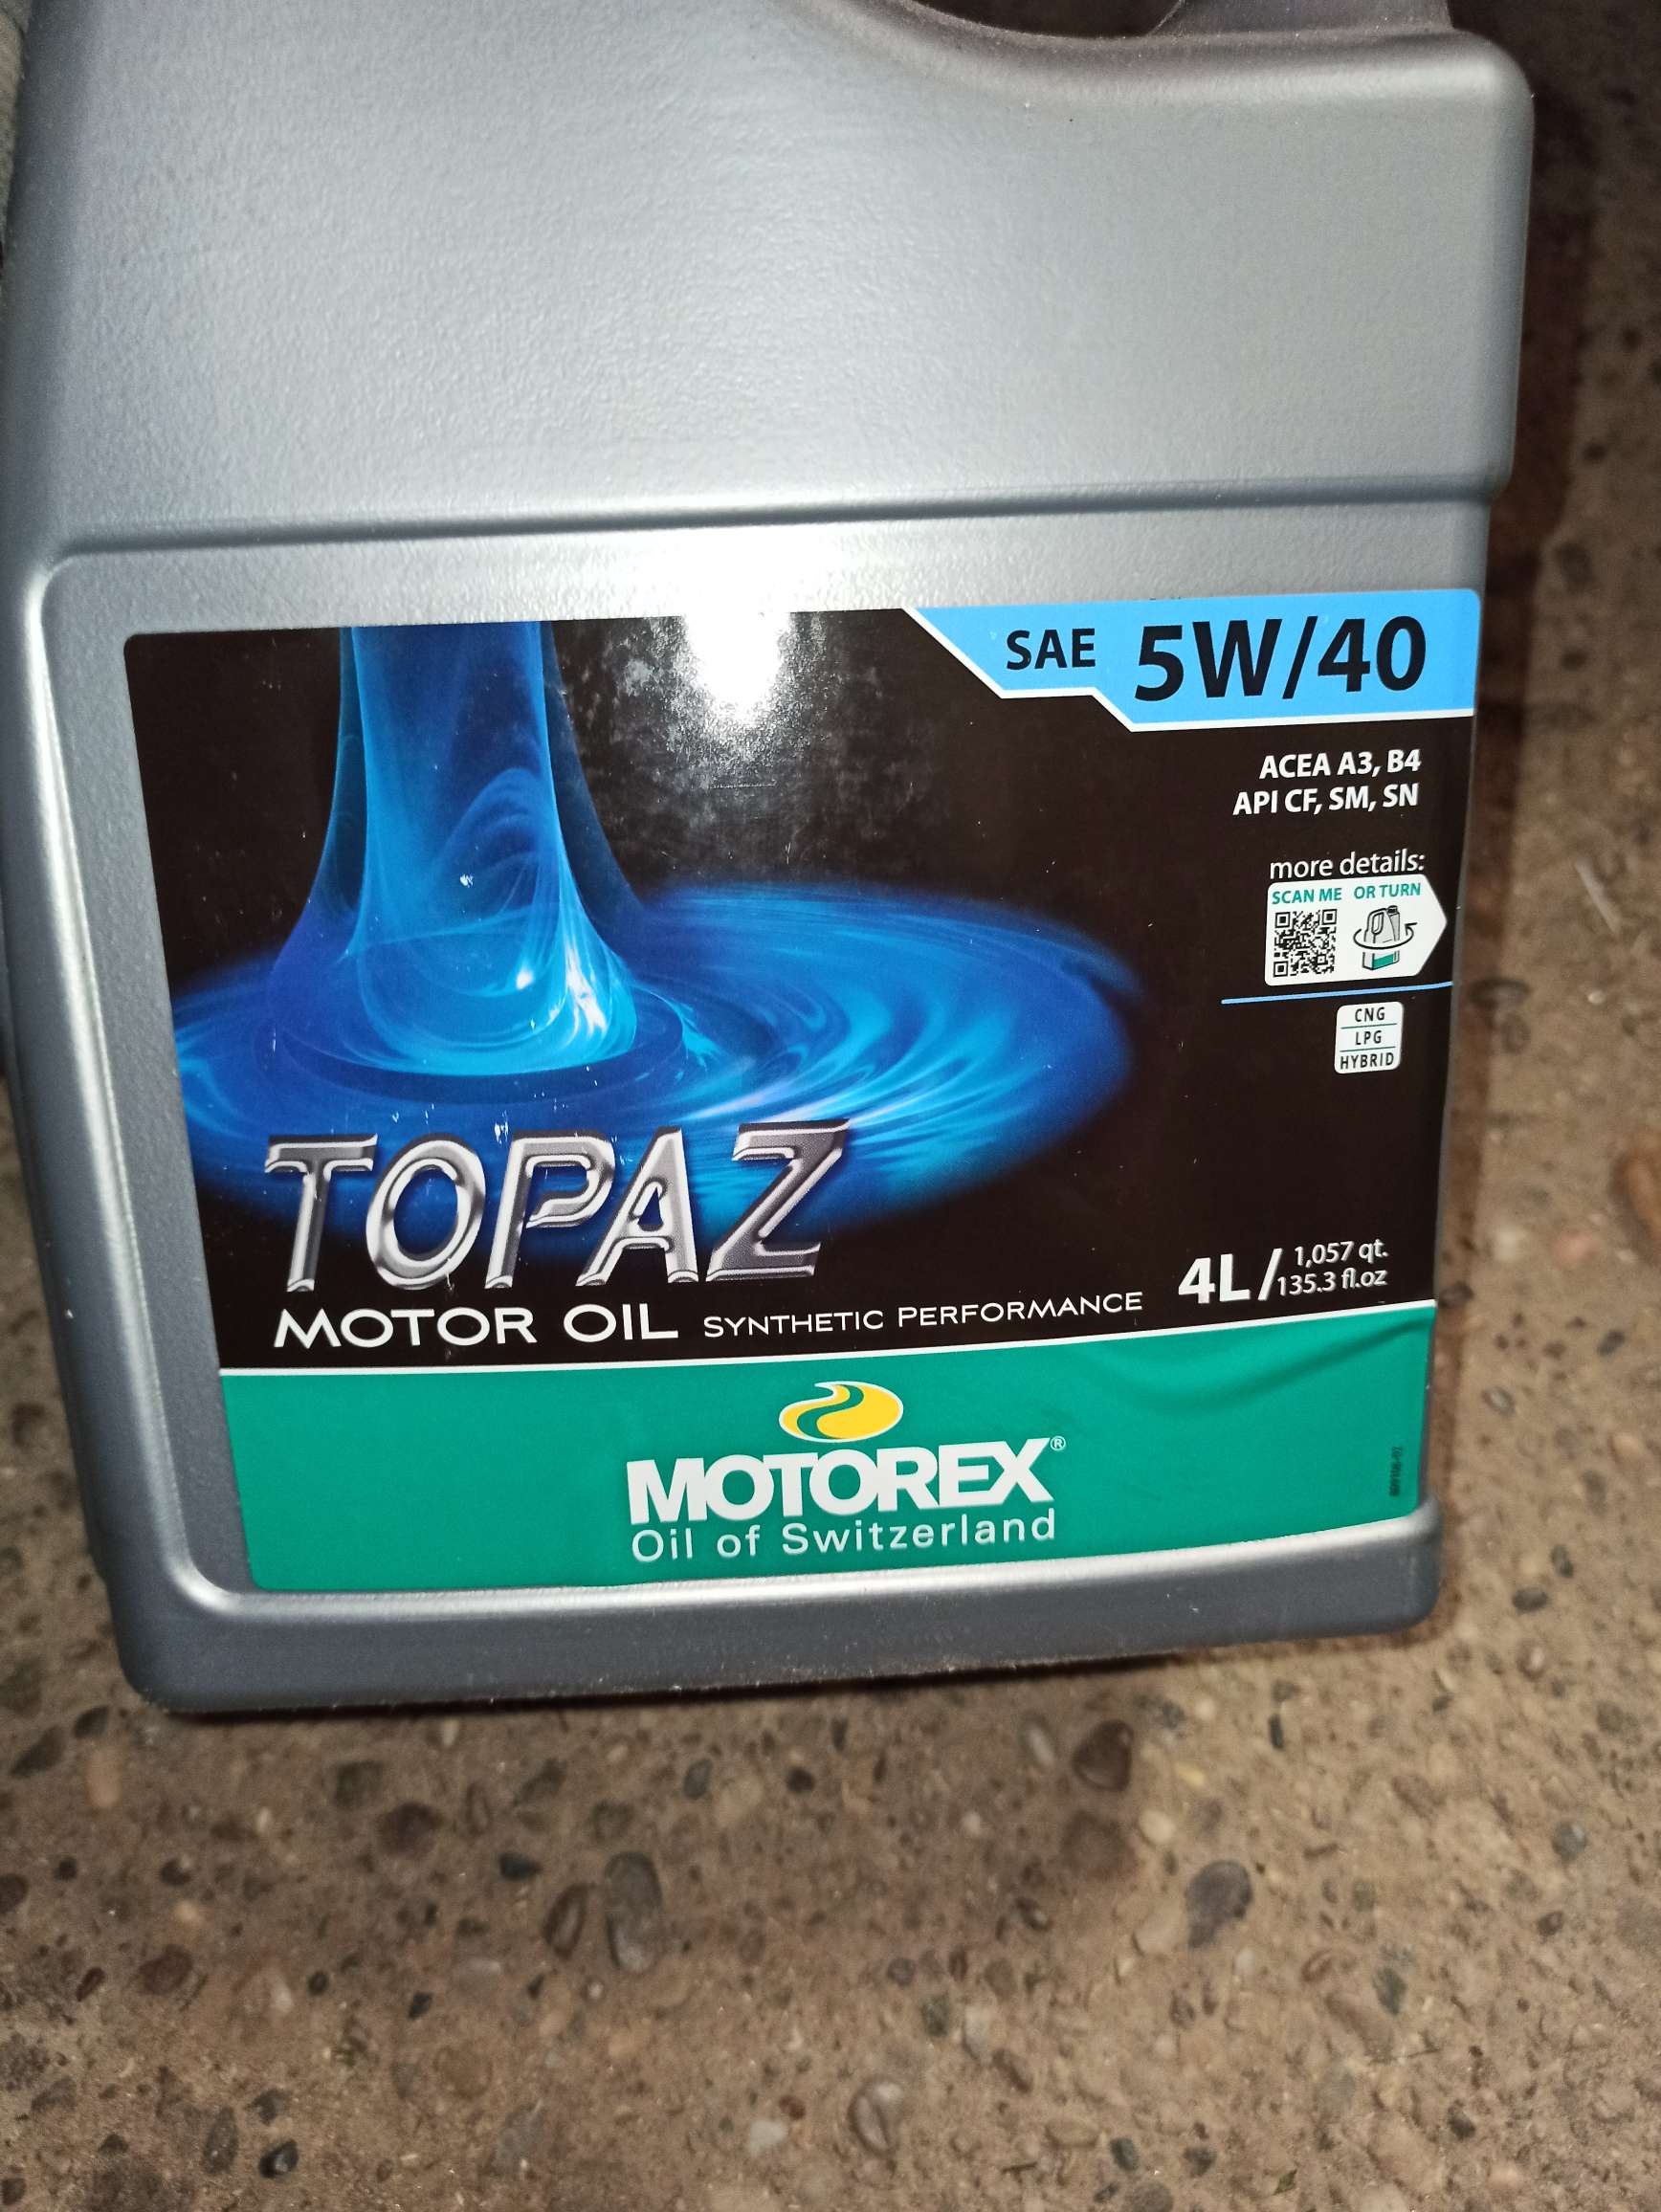 SAE 5W/40
ACEA A3, B4
API CF, SM, SN
more details:
SCAN ME OR TURN
CNG
LPG
HYBRID
TOPAZ
MOTOR OIL SYNTHETIC PERFORMANCE
4L / 1,057 qt.
135.3 fl.oz
MOTOREX®
Oil of Switzerland